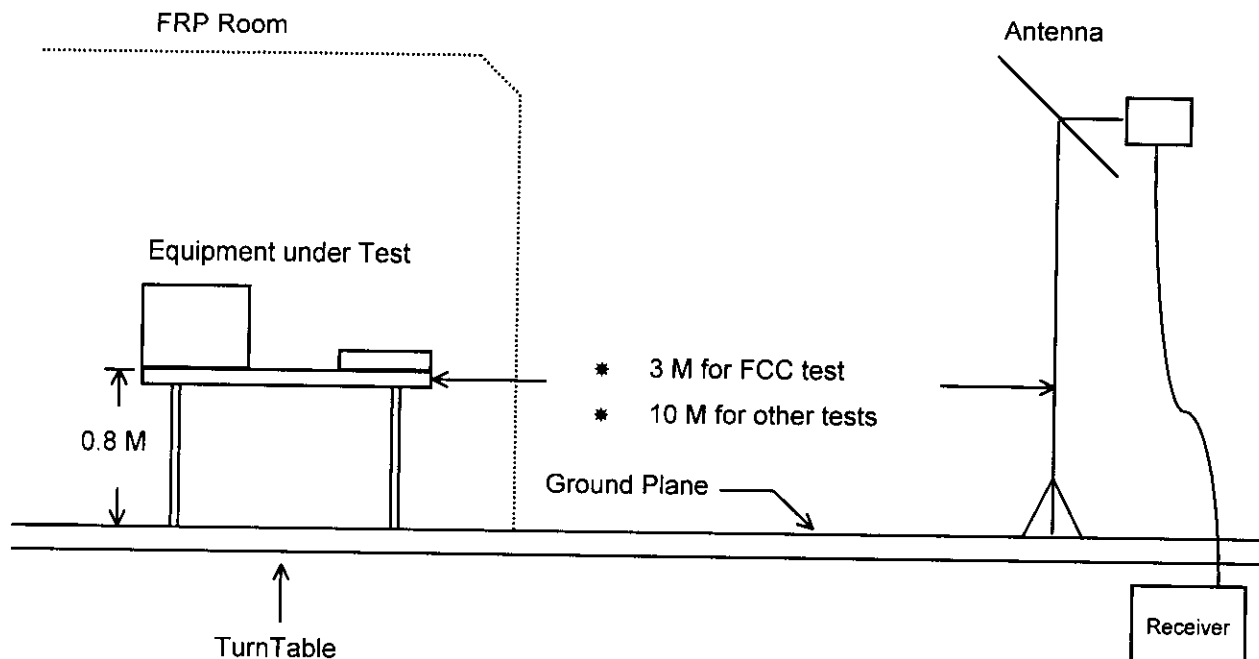 FRP Room
Antenna
Equipment under Test
* 3 M for FCC test
* 10 M for other tests
0.8 M
Ground Plane
TurnTable
Receiver